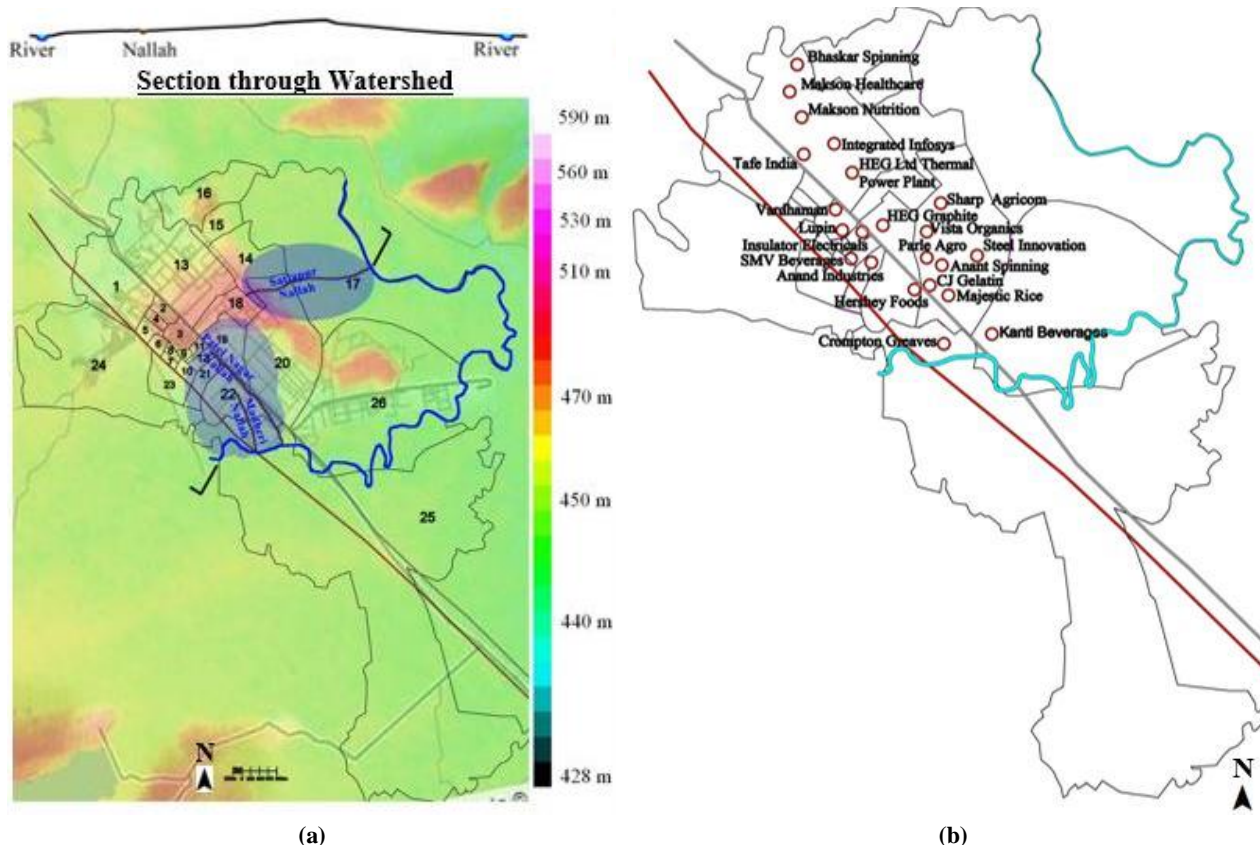 River
Nallah
River
Section through Watershed
590 m
560 m
530 m
510 m
470 m
450 m
440 m
428 m
16
15
14
13
17
1
2
4
3
5
6
8
9
7
10
18
19
20
21
22
23
24
25
26
Satlapur
Nallah
Patel Nagar
Nallah
Nallah
N
(a)
Bhaskar Spinning
Makson Healthcare
Makson Nutrition
Integrated Infosys
Tafe India
HEG Ltd Thermal
Power Plant
Vardhaman
Sharp Agricom
HEG Graphite
Lupin
Vista Organics
Insulator Electricals
Parle Agro
Steel Innovation
SMV Beverages
Anant Spinning
Anand Industries
CJ Gelatin
Hershey Foods
Majestic Rice
Kanti Beverages
Crompton Greaves
N
(b)